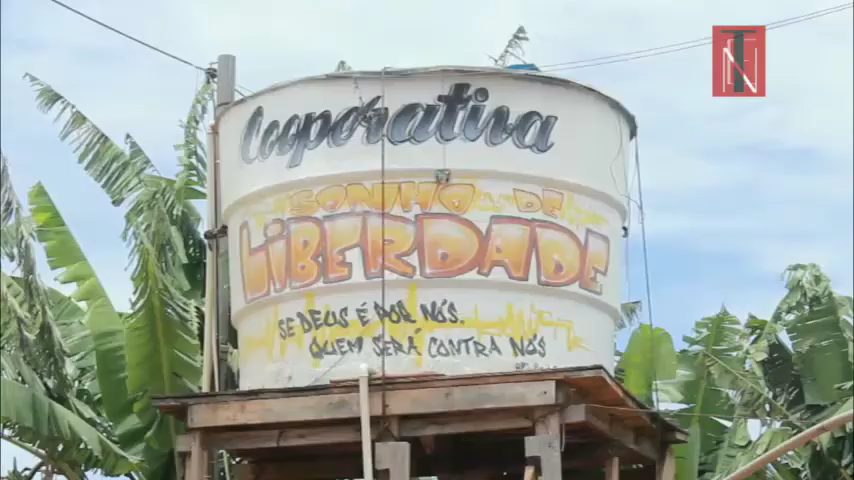 Cooperativa
SONHO DE
LIBERDADE
SE DEUS É POR NÓS,
QUEM SERÁ CONTRA NÓS